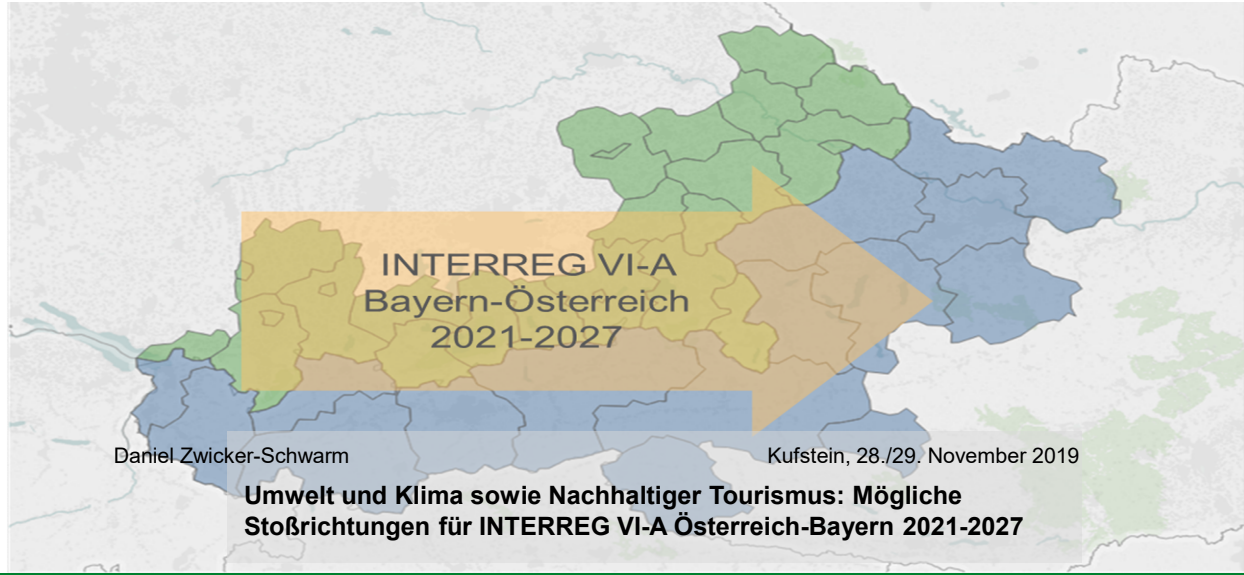 INTERREG VI-A
Bayern-Österreich
2021-2027
Daniel Zwicker-Schwarm
Kufstein, 28./29. November 2019
Umwelt und Klima sowie Nachhaltiger Tourismus: Mögliche
Stoßrichtungen für INTERREG VI-A Österreich-Bayern 2021-2027